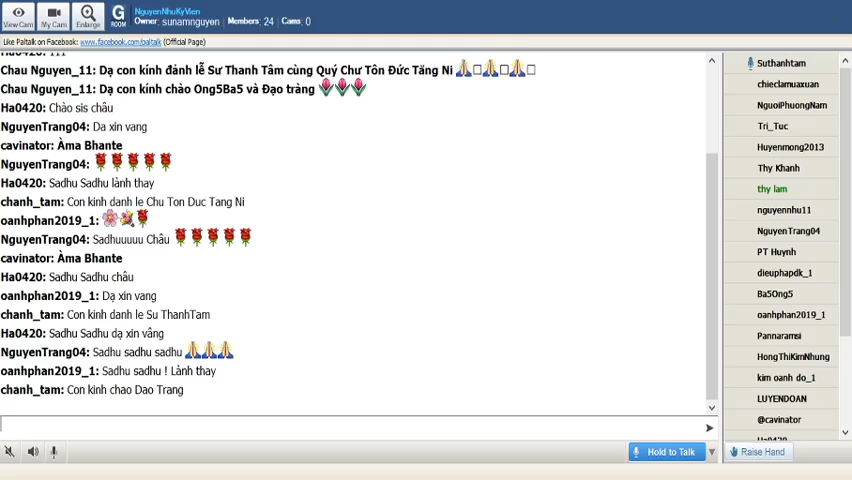 View Cam
My Cam
Enlarge
G
ROOM
NguyenNhuKyVien
Owner: sunamnguyen
Members: 24
Cams: 0
Like Paltalk on Facebook: www.facebook.com/paltalk (Official Page)
Ha0420: 111
Chau Nguyen_11: Dạ con kính đảnh lễ Sư Thanh Tâm cùng Quý Chư Tôn Đức Tăng Ni
Chau Nguyen_11: Dạ con kính chào Ong5Ba5 và Đạo tràng
Ha0420: Chào sis châu
NguyenTrang04: Da xin vang
cavinator: Àma Bhante
NguyenTrang04:
Ha0420: Sadhu Sadhu lành thay
chanh_tam: Con kinh danh le Chu Ton Duc Tang Ni
oanhphan2019_1:
NguyenTrang04: Sadhuuuuu Châu
cavinator: Àma Bhante
Ha0420: Sadhu Sadhu châu
oanhphan2019_1: Dạ xin vang
chanh_tam: Con kinh danh le Su ThanhTam
Ha0420: Sadhu Sadhu dạ xin vâng
NguyenTrang04: Sadhu sadhu sadhu
oanhphan2019_1: Sadhu sadhu ! Lành thay
chanh_tam: Con kinh chao Dao Trang
Suthanhtam
chieclamuaxuan
NguoiPhuongNam
Tri_Tuc
Huyenmong2013
Thy Khanh
thy lam
nguyennhu11
NguyenTrang04
PT Huynh
dieuphapdk_1
Ba5Ong5
oanhphan2019_1
Pannaramsi
HongThiKimNhung
kim oanh do_1
LUYENDOAN
@cavinator
Ha0420
Hold to Talk
Raise Hand